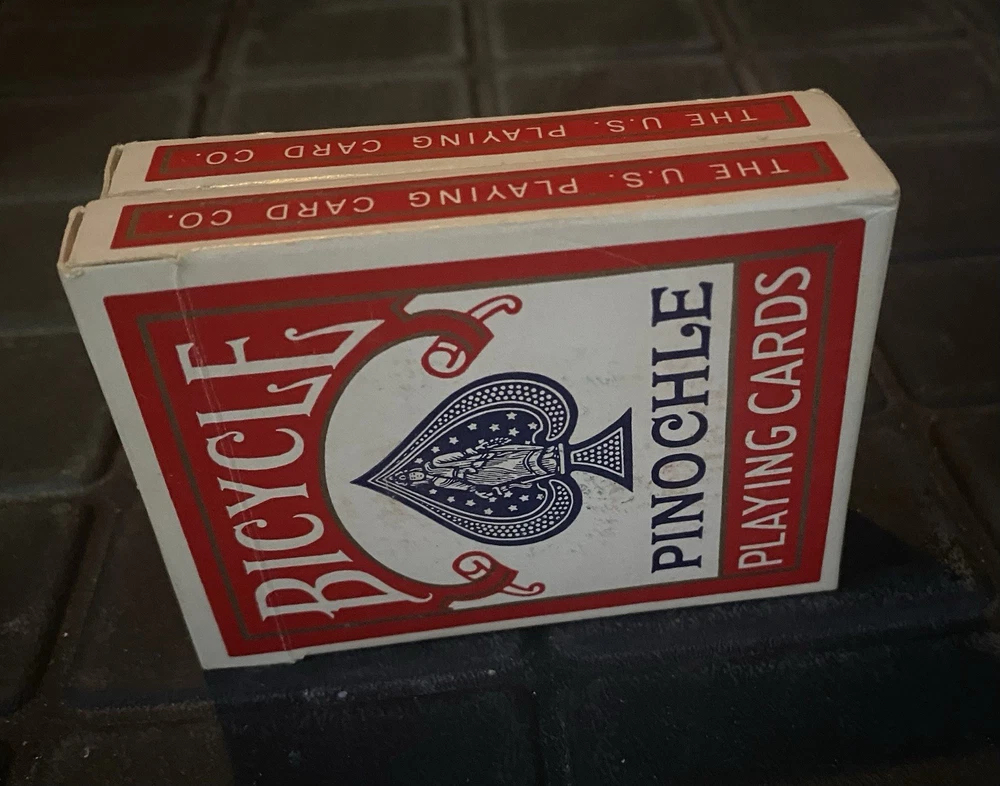 THE U.S. PLAYING CARD CO.
THE U.S. PLAYING CARD CO.
BICYCLE
PINOCHLE
PLAYING CARDS